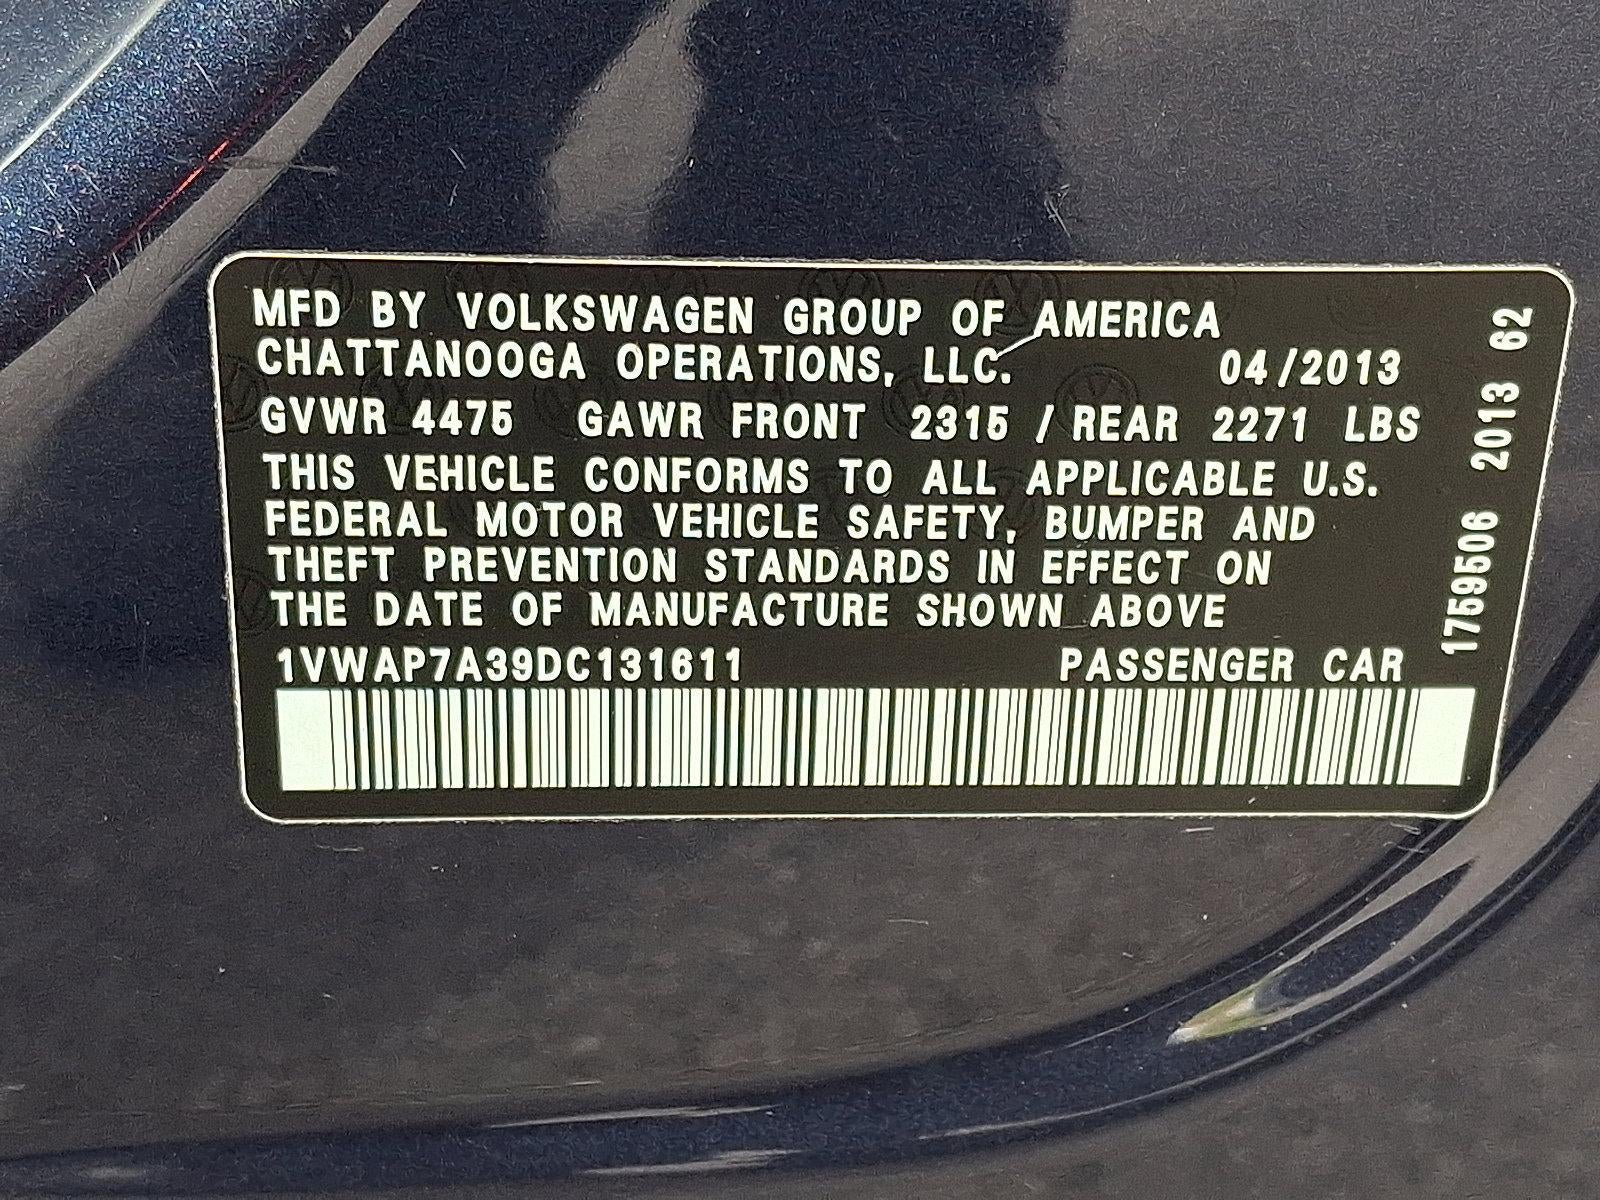 MFD BY VOLKSWAGEN GROUP OF AMERICA
CHATTANOOGA OPERATIONS, LLC. 04/2013
GVWR 4475 GAWR FRONT 2315 / REAR 2271 LBS
THIS VEHICLE CONFORMS TO ALL APPLICABLE U.S.
FEDERAL MOTOR VEHICLE SAFETY, BUMPER AND
THEFT PREVENTION STANDARDS IN EFFECT ON
THE DATE OF MANUFACTURE SHOWN ABOVE
1VWAP7A39DC131611 PASSENGER CAR
1759506 2013 62